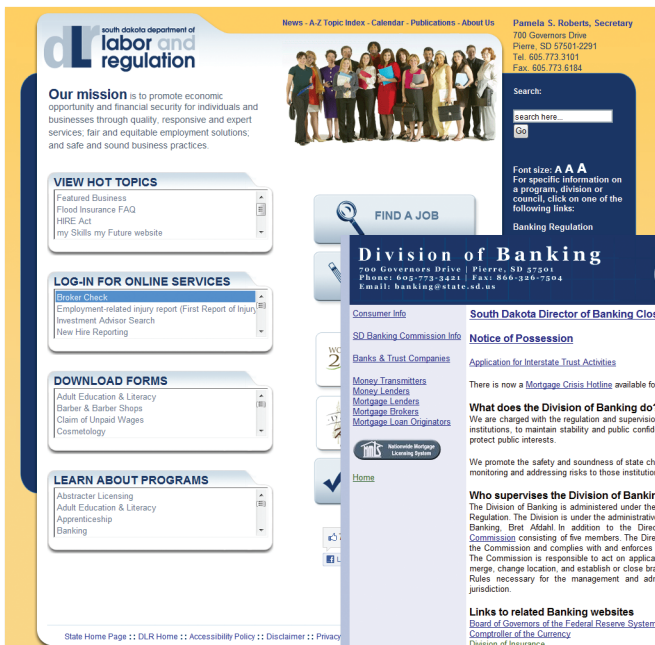 south dakota department of
dlr labor and
regulation
News - A-Z Topic Index - Calendar - Publications - About Us
Pamela S. Roberts, Secretary
700 Governors Drive
Pierre, SD 57501-2291
Tel. 605.773.3101
Fax. 605.773.6184
Our mission is to promote economic
opportunity and financial security for individuals and
businesses through quality, responsive and expert
services; fair and equitable employment solutions;
and safe and sound business practices.
Search:
search here...
Go
Font size: A A A
For specific information on
a program, division or
council, click on one of the
following links:
Banking Regulation
VIEW HOT TOPICS
Featured Business
Flood Insurance FAQ
HIRE Act
my Skills my Future website
FIND A JOB
LOG-IN FOR ONLINE SERVICES
Broker Check
Employment-related injury report (First Report of Injury
Investment Advisor Search
New Hire Reporting
DOWNLOAD FORMS
Adult Education & Literacy
Barber & Barber Shops
Claim of Unpaid Wages
Cosmetology
LEARN ABOUT PROGRAMS
Abstracter Licensing
Adult Education & Literacy
Apprenticeship
Banking
State Home Page :: DLR Home :: Accessibility Policy :: Disclaimer :: Privacy
Division of Banking
700 Governors Drive | Pierre, SD 57501
Phone: 605-773-3421 | Fax: 866-326-7504
Email: banking@state.sd.us
Consumer Info
SD Banking Commission Info
Banks & Trust Companies
Money Transmitters
Money Lenders
Mortgage Lenders
Mortgage Brokers
Mortgage Loan Originators
nmls Nationwide Mortgage
Licensing System
Home
South Dakota Director of Banking Clos
Notice of Possession
Application for Interstate Trust Activities
There is now a Mortgage Crisis Hotline available fo
What does the Division of Banking do?
We are charged with the regulation and supervisio
institutions, to maintain stability and public confid
protect public interests.
We promote the safety and soundness of state ch
monitoring and addressing risks to those institution
Who supervises the Division of Bankin
The Division of Banking is administered under the
Regulation. The Division is under the administrative
Banking, Bret Afdahl. In addition to the Direc
Commission consisting of five members. The Dire
the Commission and complies with and enforces
The Commission is responsible to act on applica
merge, change location, and establish or close bra
Rules necessary for the management and adm
jurisdiction.
Links to related Banking websites
Board of Governors of the Federal Reserve System
Comptroller of the Currency
Division of Insurance